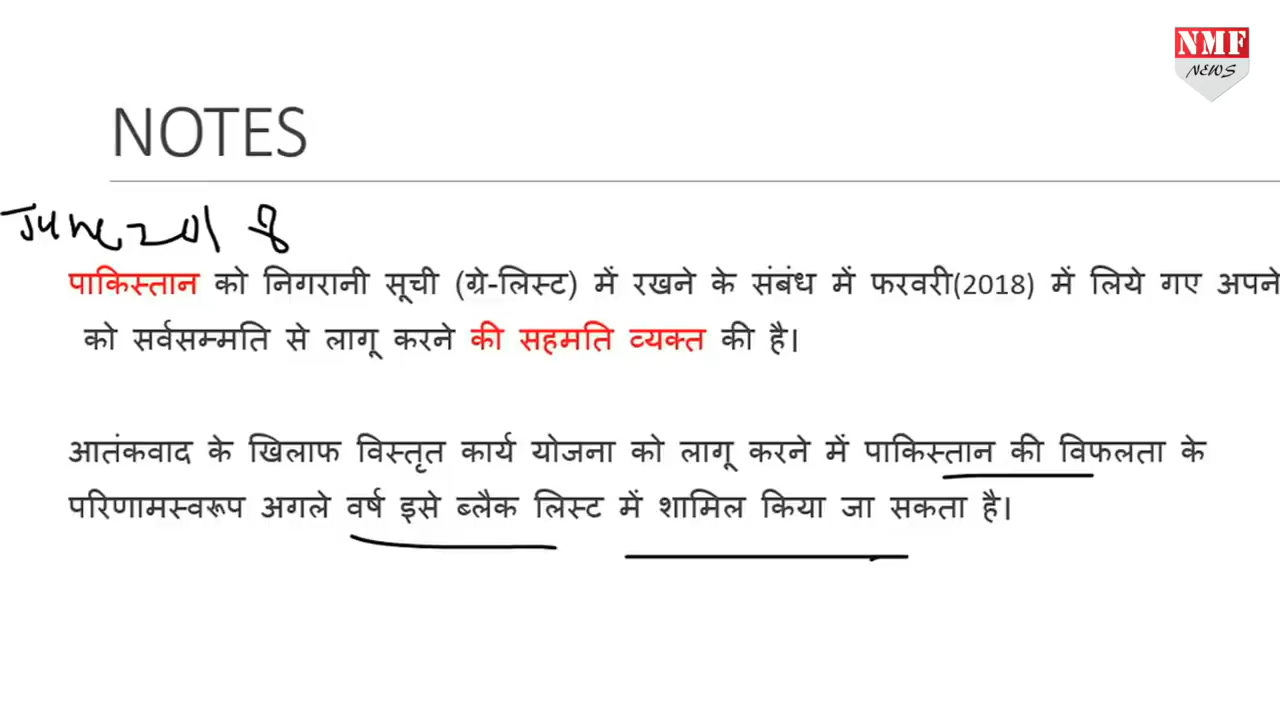 NMF
NEWS
NOTES
June 2018
पाकिस्तान को निगरानी सूची (ग्रे-लिस्ट) में रखने के संबंध में फरवरी(2018) में लिये गए अपने
को सर्वसम्मति से लागू करने की सहमति व्यक्त की है।
आतंकवाद के खिलाफ विस्तृत कार्य योजना को लागू करने में पाकिस्तान की विफलता के
परिणामस्वरूप अगले वर्ष इसे ब्लैक लिस्ट में शामिल किया जा सकता है।